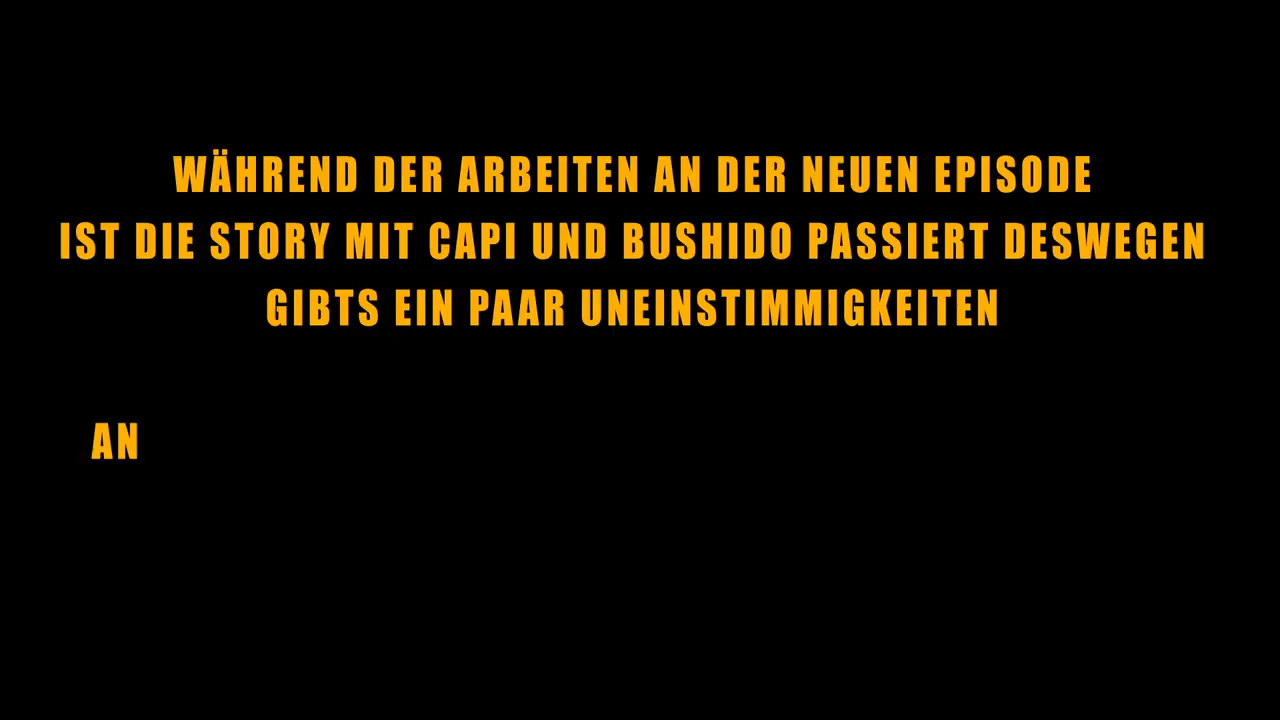 WÄHREND DER ARBEITEN AN DER NEUEN EPISODE
IST DIE STORY MIT CAPI UND BUSHIDO PASSIERT DESWEGEN
GIBTS EIN PAAR UNEINSTIMMIGKEITEN
AN